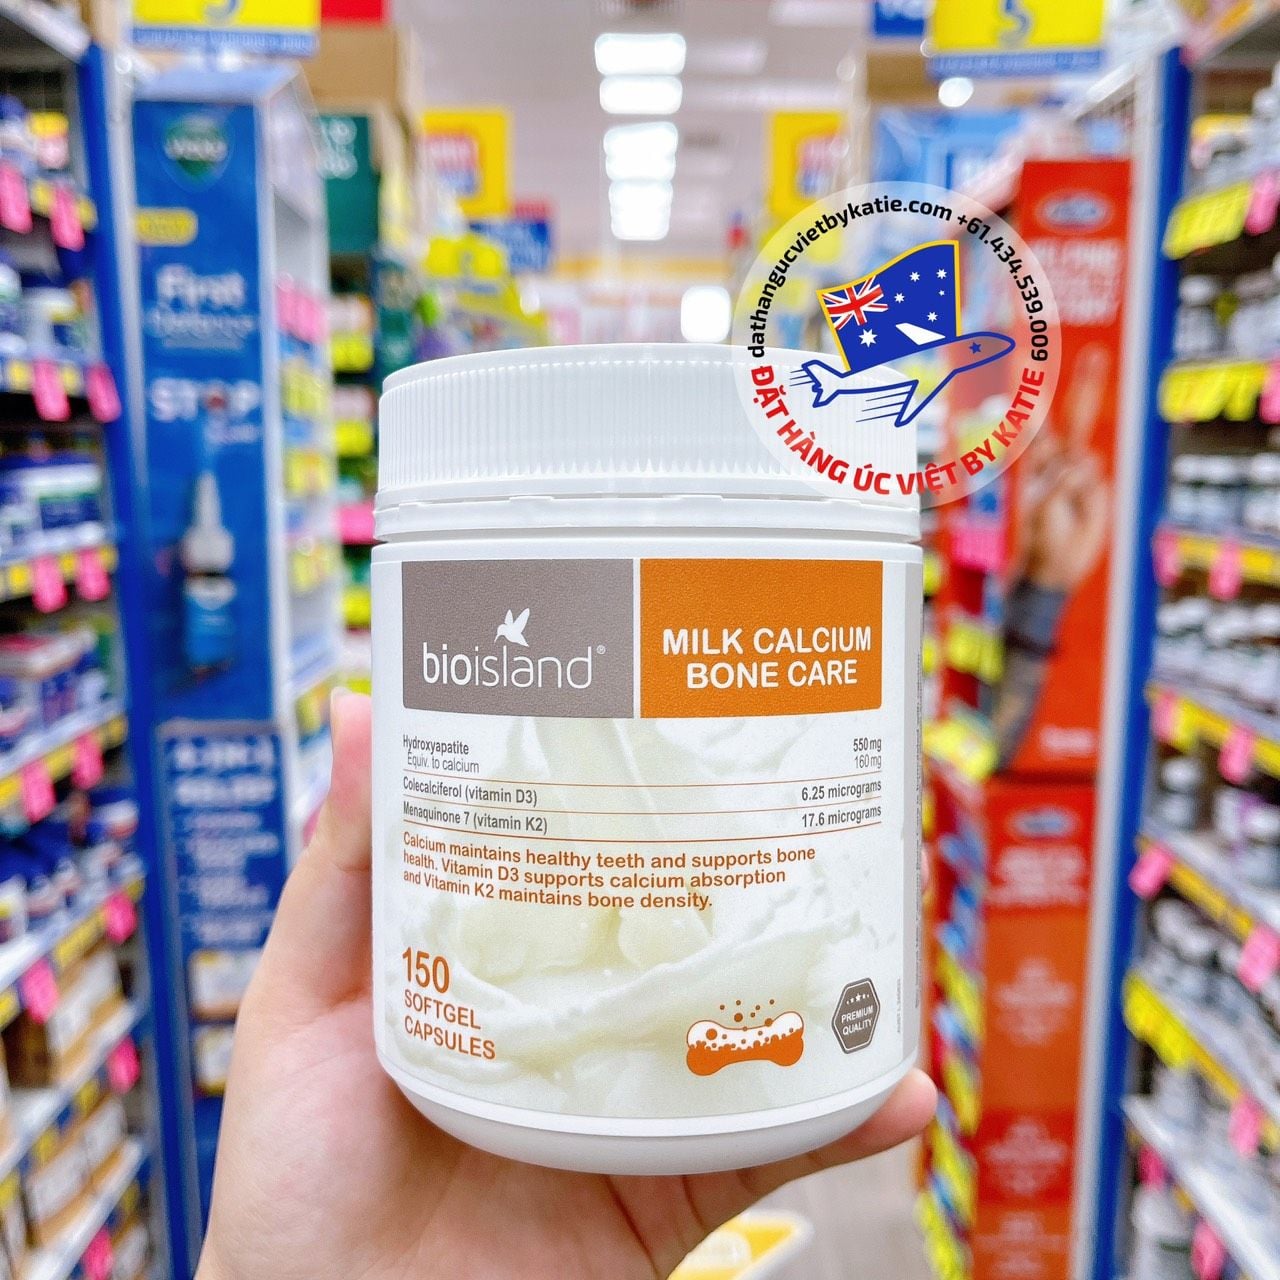 dathangucvietbykatie.com +61.434.539.009
ĐẶT HÀNG ÚC VIỆT BY KATIE
First
STOP
bioisland®
MILK CALCIUM
BONE CARE
Hydroxyapatite 550 mg
Equiv. to calcium 160 mg
Colecalciferol (vitamin D3) 6.25 micrograms
Menaquinone 7 (vitamin K2) 17.6 micrograms
Calcium maintains healthy teeth and supports bone
health. Vitamin D3 supports calcium absorption
and Vitamin K2 maintains bone density.
150
SOFTGEL
CAPSULES
PREMIUM
QUALITY